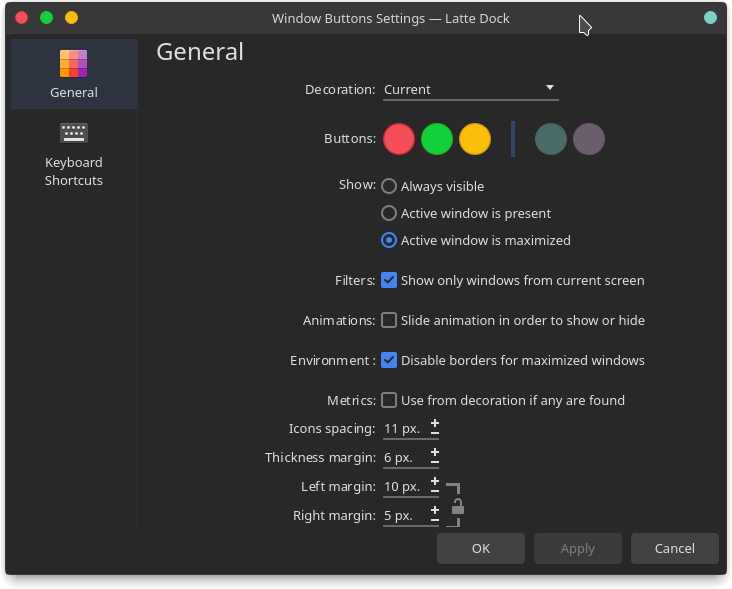 Window Buttons Settings — Latte Dock
General
Keyboard
Shortcuts
General
Decoration: Current
Buttons:
Show: Always visible
Active window is present
Active window is maximized
Filters: Show only windows from current screen
Animations: Slide animation in order to show or hide
Environment : Disable borders for maximized windows
Metrics: Use from decoration if any are found
Icons spacing: 11 px.
Thickness margin: 6 px.
Left margin: 10 px.
Right margin: 5 px.
OK Apply Cancel